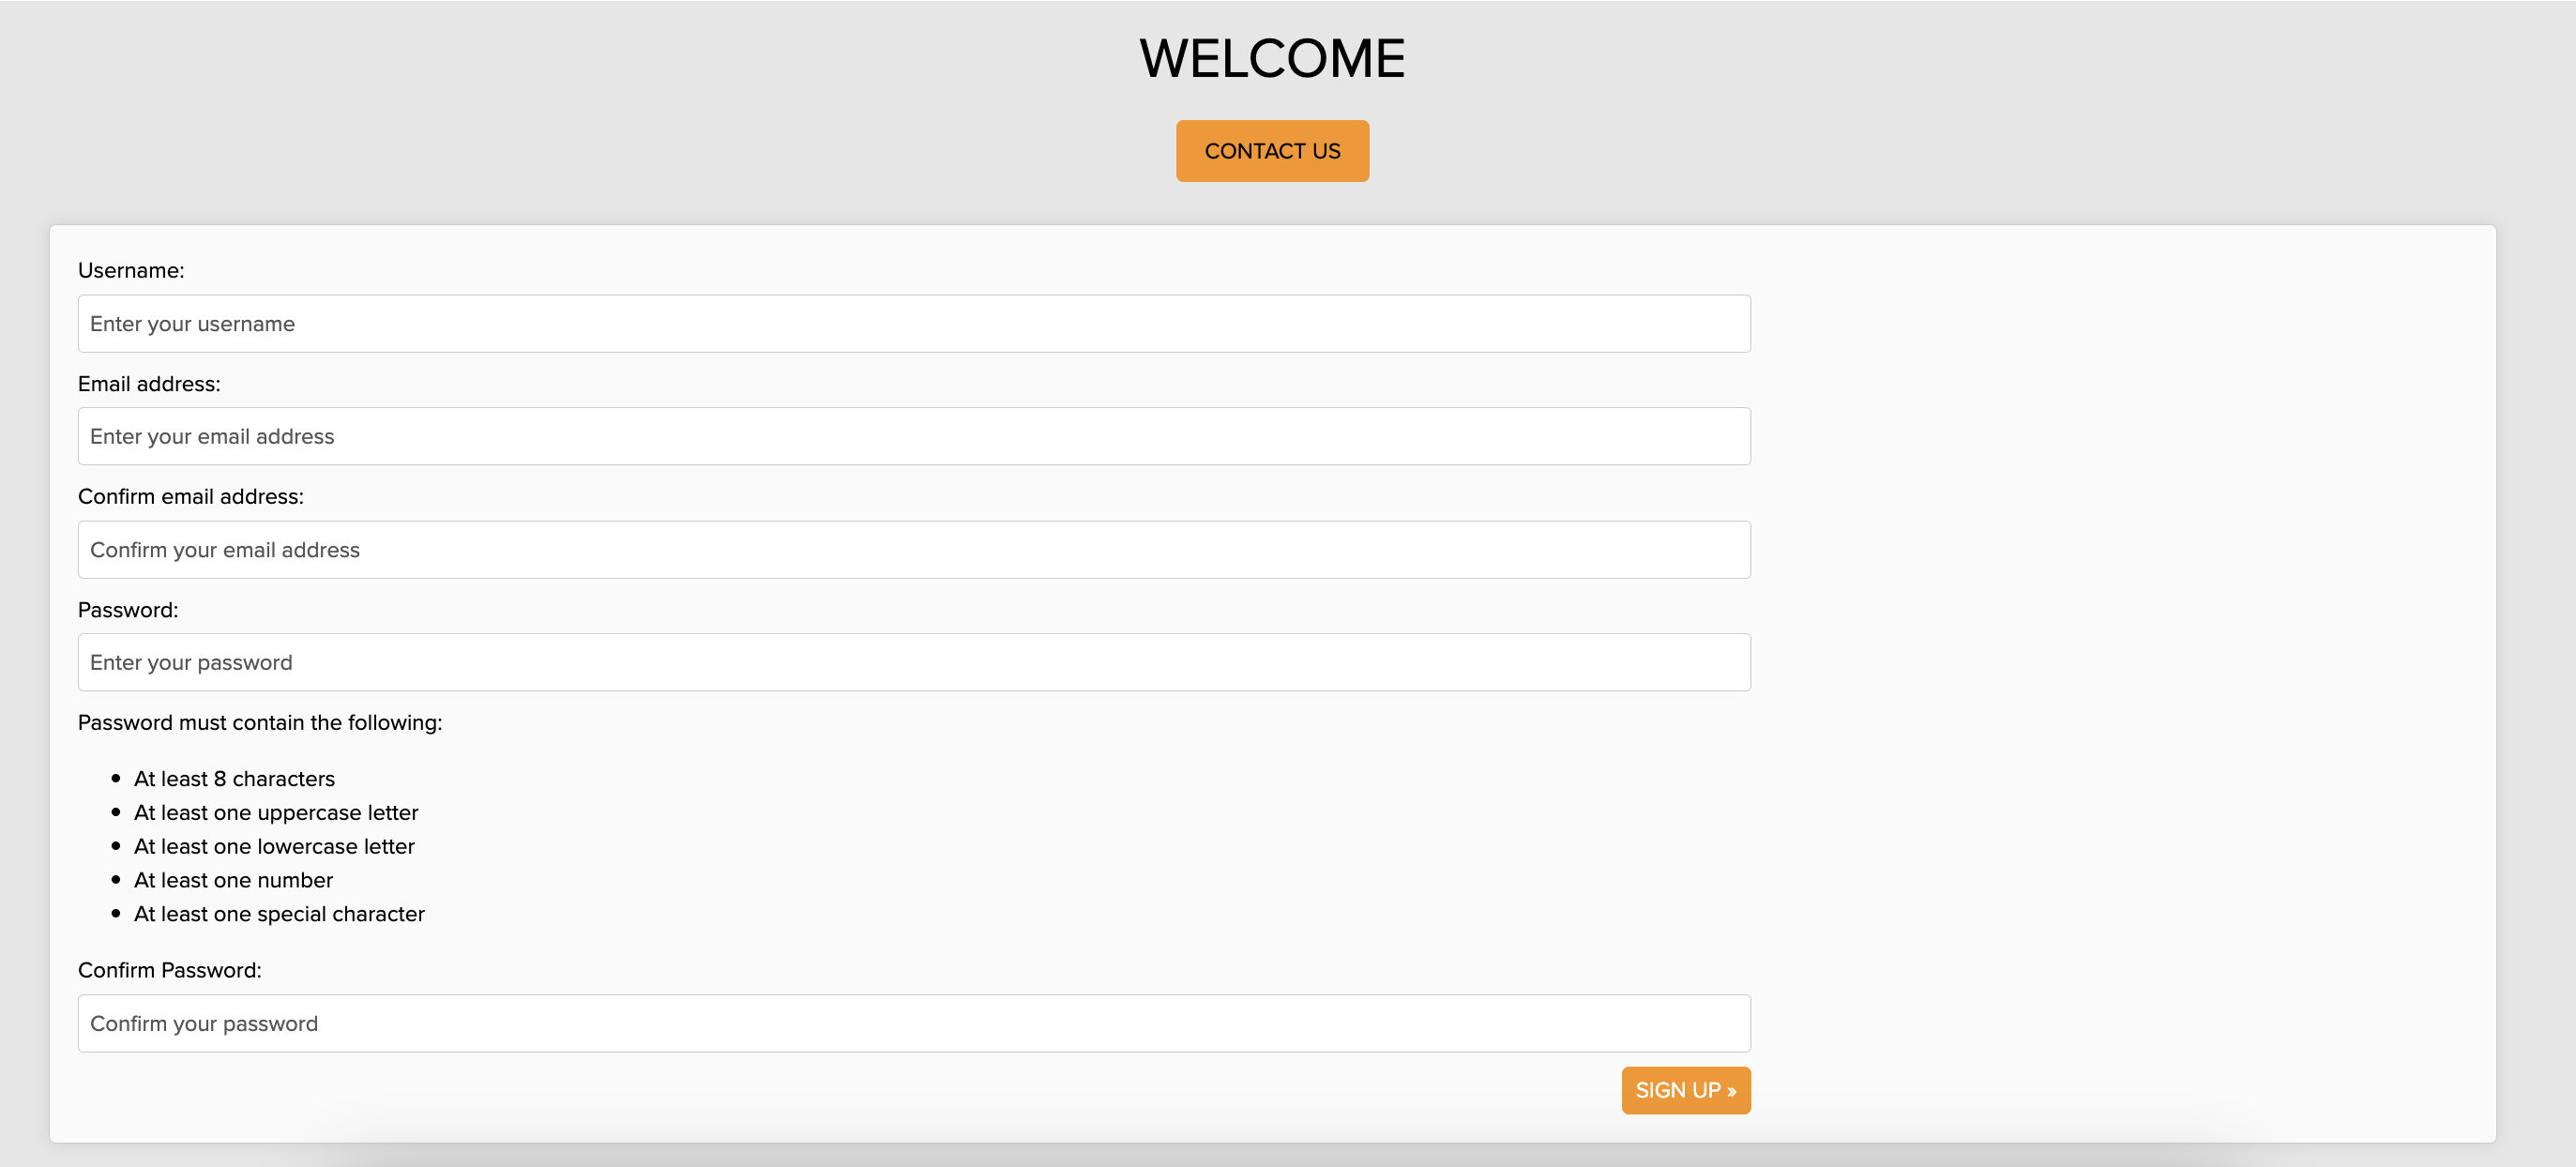 WELCOME
CONTACT US
Username:
Enter your username
Email address:
Enter your email address
Confirm email address:
Confirm your email address
Password:
Enter your password
Password must contain the following:
• At least 8 characters
• At least one uppercase letter
• At least one lowercase letter
• At least one number
• At least one special character
Confirm Password:
Confirm your password
SIGN UP »